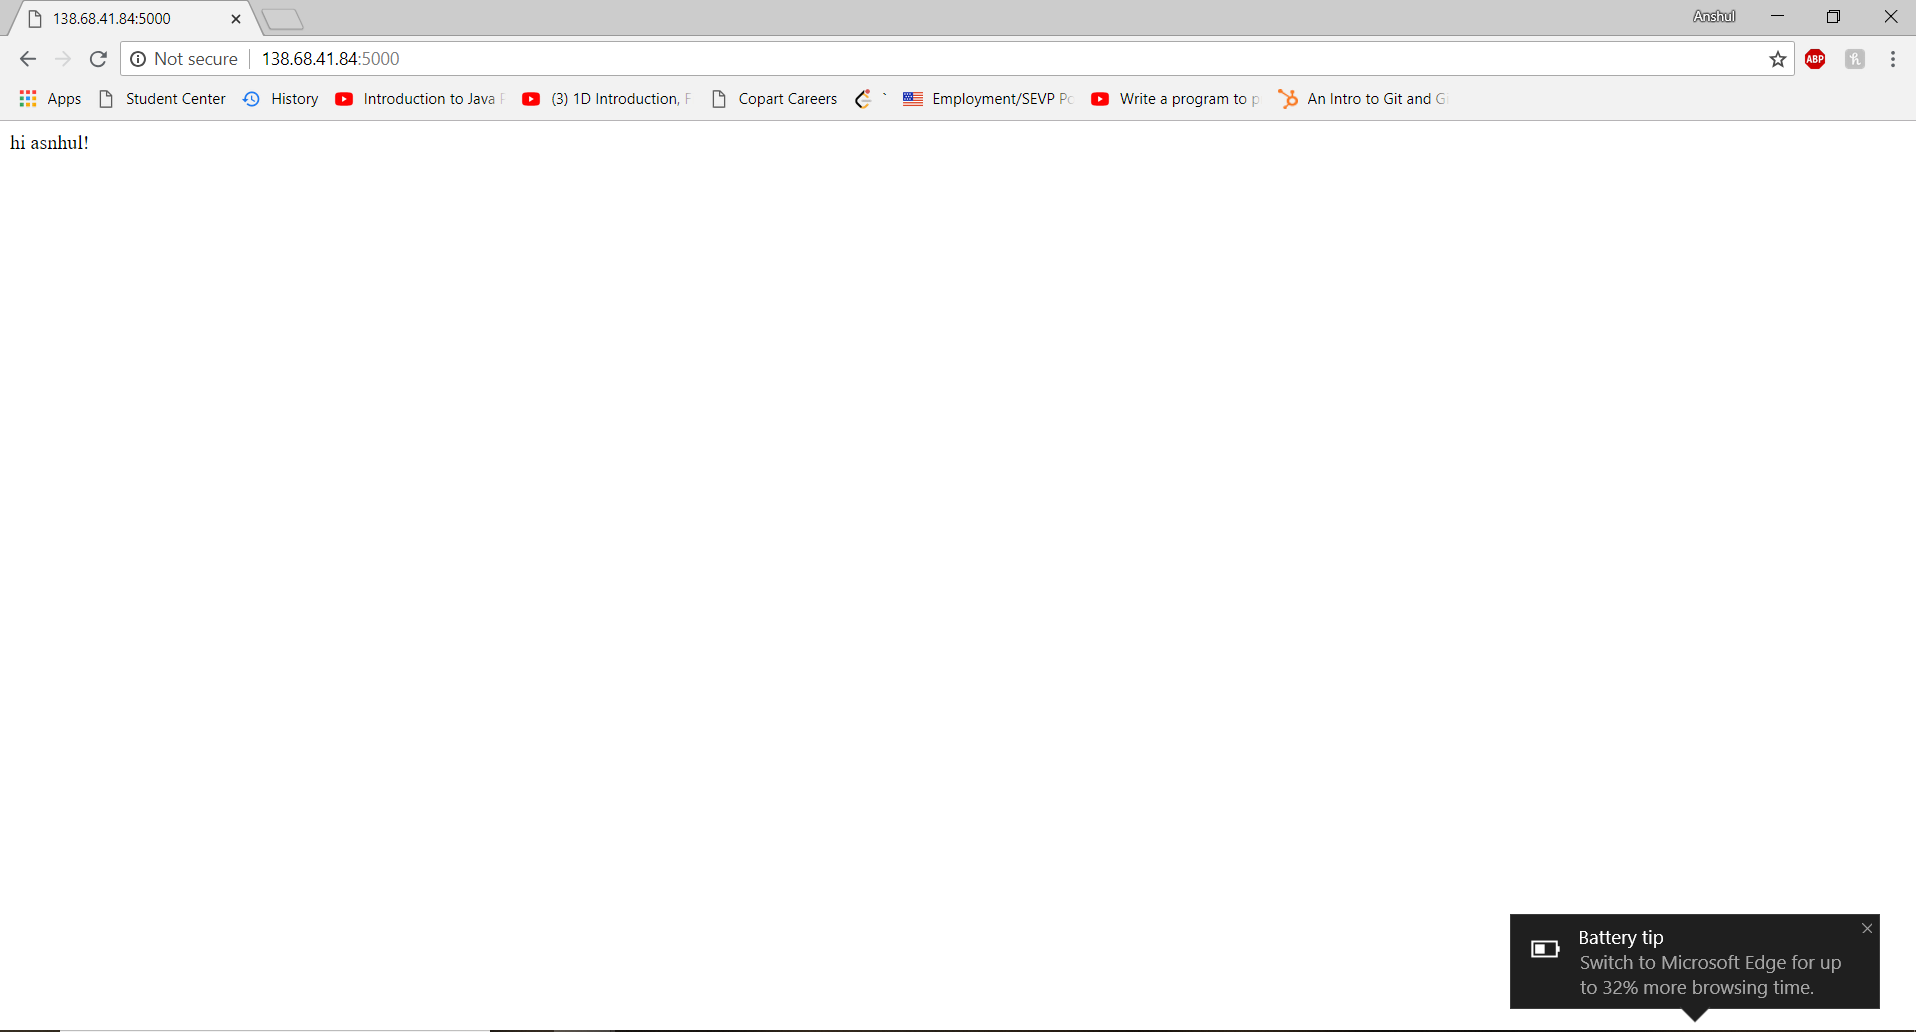 138.68.41.84:5000
Anshul
Not secure 138.68.41.84:5000
ABP
Apps Student Center History Introduction to Java (3) 1D Introduction, Copart Careers ` Employment/SEVP Write a program to p An Intro to Git and
hi asnhul!
Battery tip
Switch to Microsoft Edge for up
to 32% more browsing time.